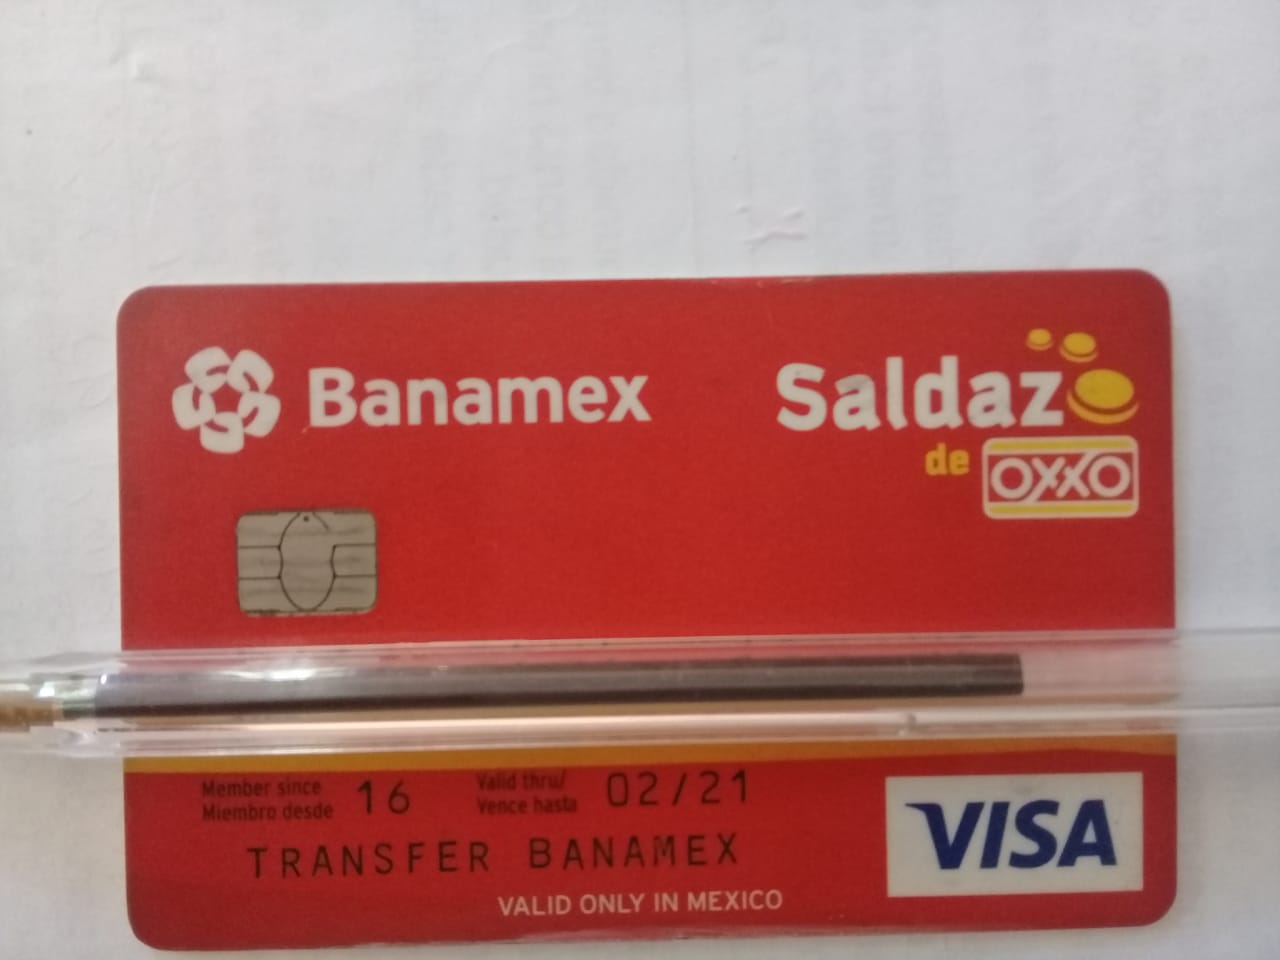 Banamex
Saldazo
de OXXO
Member since
Miembro desde
16
Valid thru/
Vence hasta
02/21
TRANSFER BANAMEX
VALID ONLY IN MEXICO
VISA